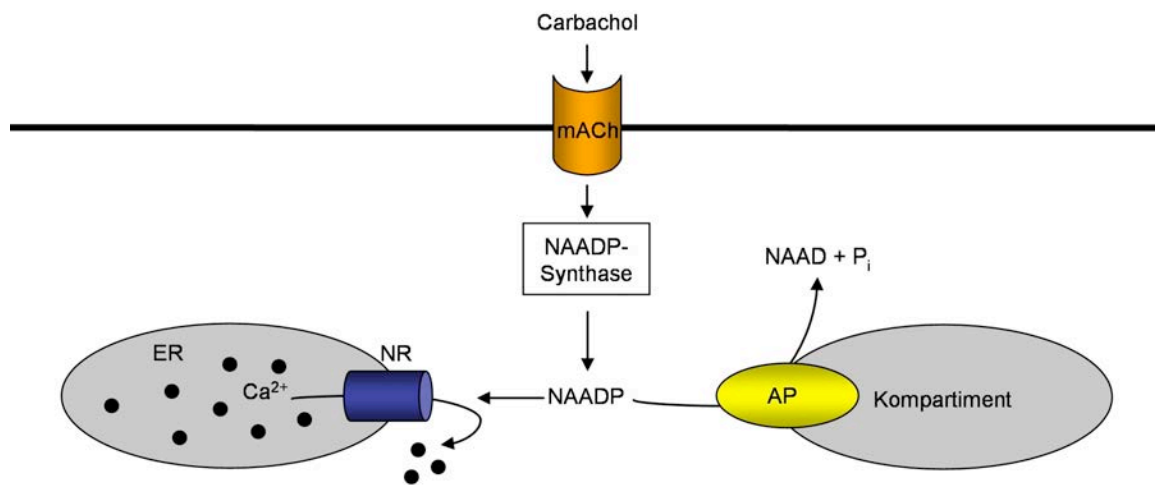 Carbachol
mACh
NAADP-
Synthase
NAAD + Pᵢ
ER
NR
Ca²⁺
NAADP
AP
Kompartiment